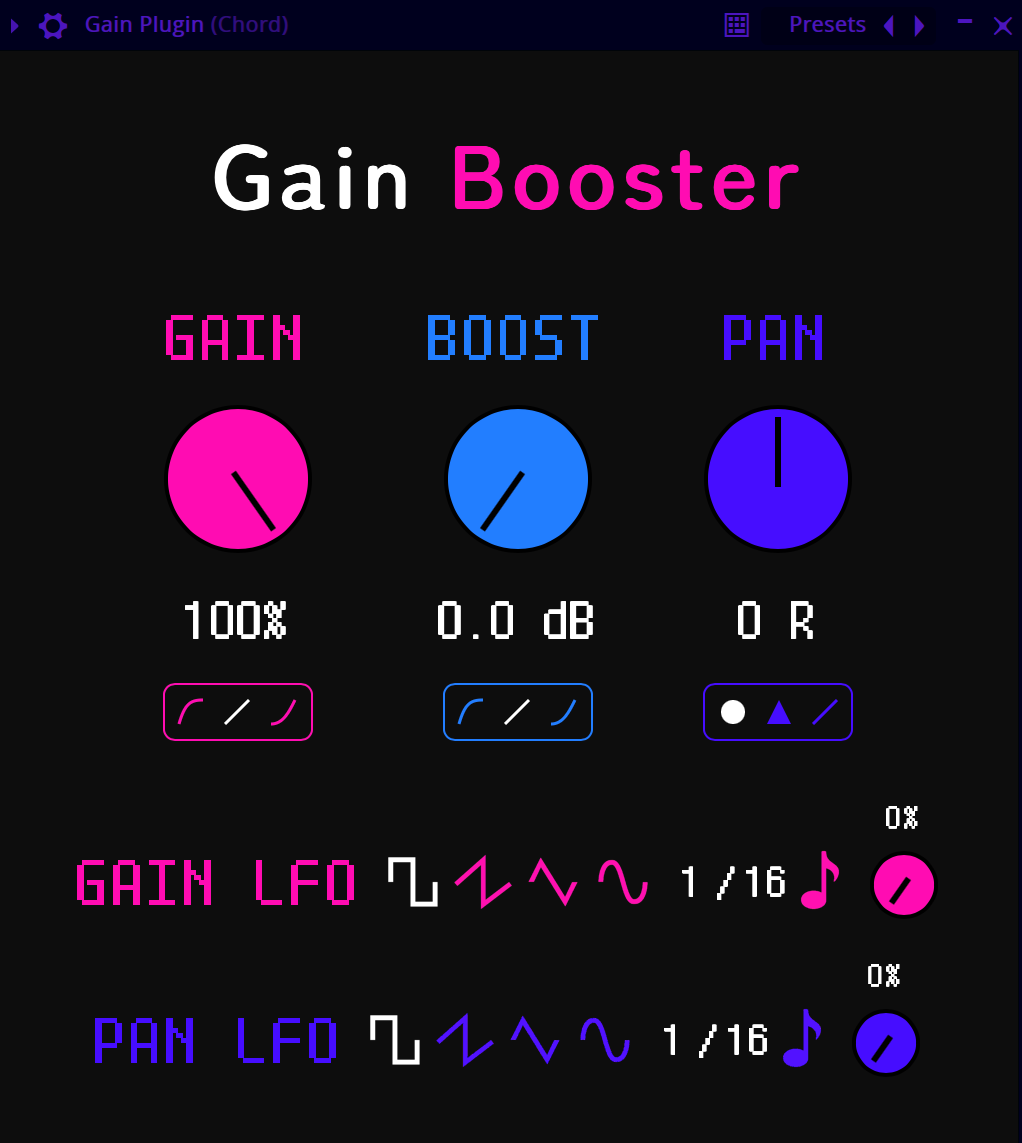 Gain Plugin (Chord) Presets
Gain Booster
GAIN BOOST PAN
100% 0.0 dB 0 R
0%
GAIN LFO 1/16
0%
PAN LFO 1/16